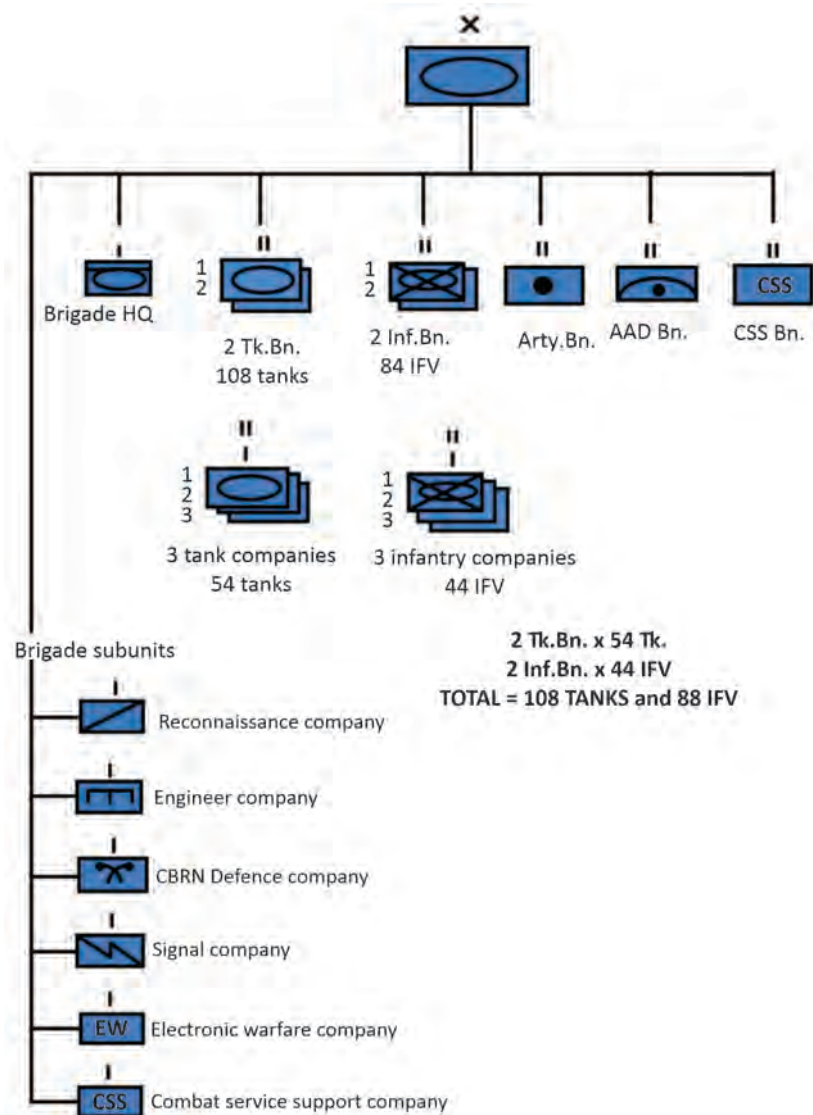 X
I
II
II
II
II
II
1
2
1
2
CSS
Brigade HQ
2 Tk.Bn.
108 tanks
2 Inf.Bn.
84 IFV
Arty.Bn.
AAD Bn.
CSS Bn.
II
I
1
2
3
3 tank companies
54 tanks
II
I
1
2
3
3 infantry companies
44 IFV
2 Tk.Bn. x 54 Tk.
2 Inf.Bn. x 44 IFV
TOTAL = 108 TANKS and 88 IFV
Brigade subunits
I
Reconnaissance company
I
Engineer company
I
CBRN Defence company
I
Signal company
I
EW Electronic warfare company
I
CSS Combat service support company